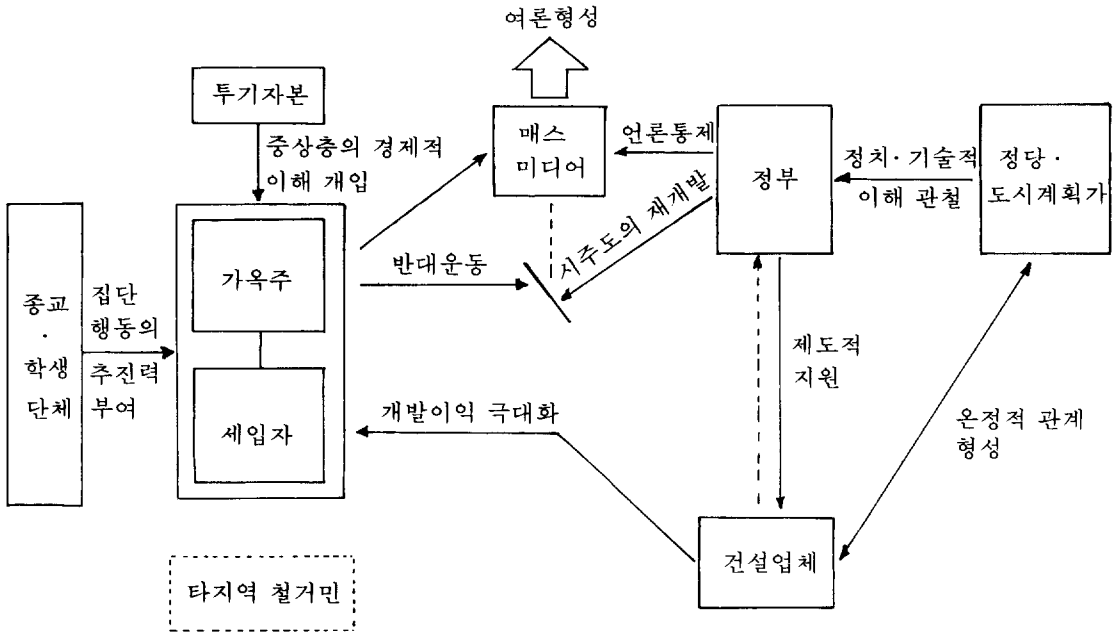 여론형성
투기자본
매스
미디어
언론통제
정부
정치·기술적
이해 관철
정당·
도시계획가
중상층의 경제적
이해 개입
시주도의 재개발
가옥주
반대운동
종교
·
학생
단체
집단
행동의
추진력
부여
제도적
지원
세입자
개발이익 극대화
온정적 관계
형성
건설업체
타지역 철거민